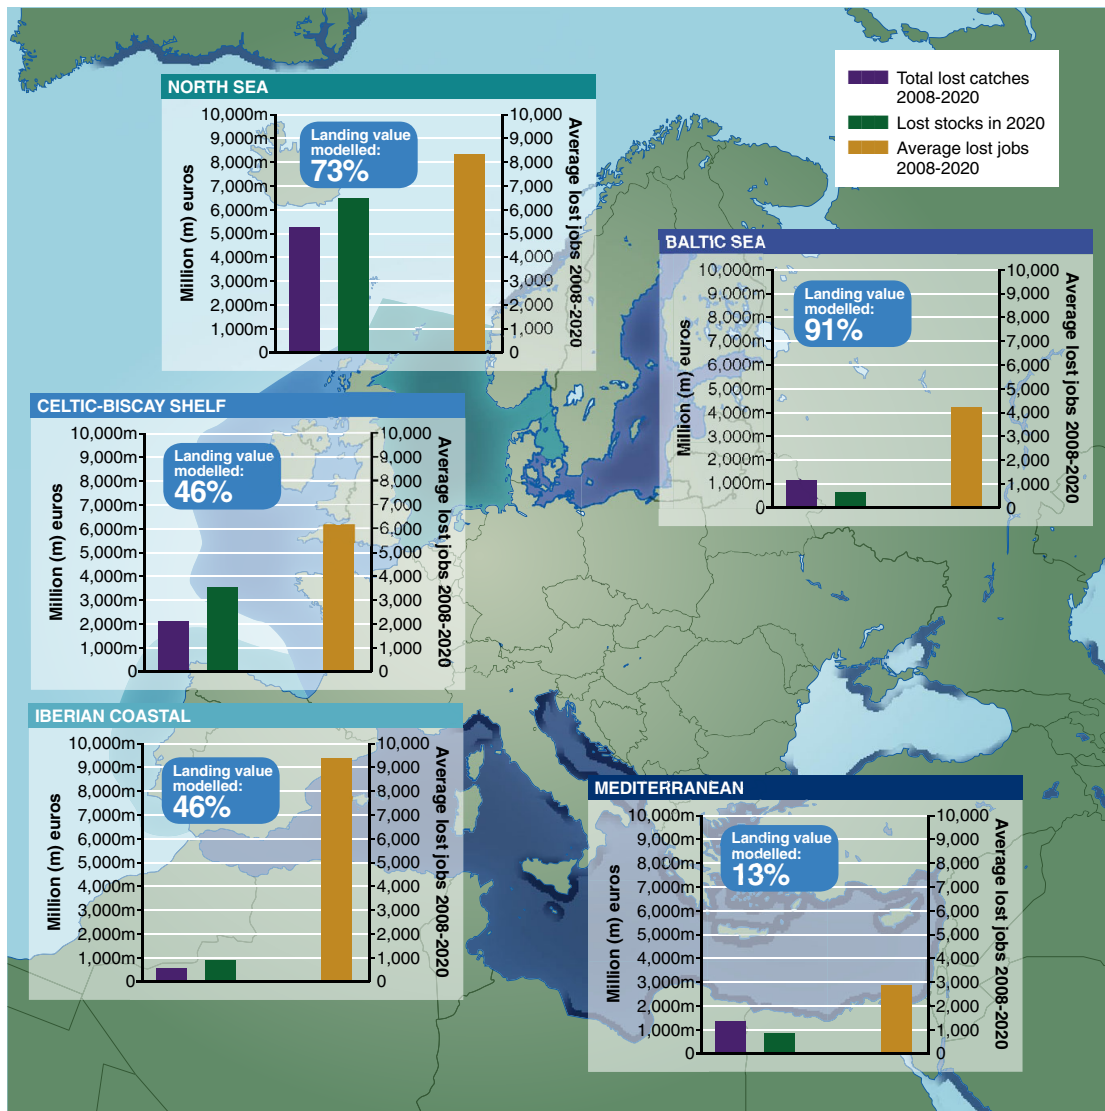 Total lost catches
2008-2020
Lost stocks in 2020
Average lost jobs
2008-2020
NORTH SEA
Million (m) euros
10,000m
9,000m
8,000m
7,000m
6,000m
5,000m
4,000m
3,000m
2,000m
1,000m
0
Landing value
modelled:
73%
10,000
9,000
8,000
7,000
6,000
5,000
4,000
3,000
2,000
1,000
0
Average lost jobs 2008-2020
BALTIC SEA
Million (m) euros
10,000m
9,000m
8,000m
7,000m
6,000m
5,000m
4,000m
3,000m
2,000m
1,000m
0
Landing value
modelled:
91%
10,000
9,000
8,000
7,000
6,000
5,000
4,000
3,000
2,000
1,000
0
Average lost jobs 2008-2020
CELTIC-BISCAY SHELF
Million (m) euros
10,000m
9,000m
8,000m
7,000m
6,000m
5,000m
4,000m
3,000m
2,000m
1,000m
0
Landing value
modelled:
46%
10,000
9,000
8,000
7,000
6,000
5,000
4,000
3,000
2,000
1,000
0
Average lost jobs 2008-2020
IBERIAN COASTAL
Million (m) euros
10,000m
9,000m
8,000m
7,000m
6,000m
5,000m
4,000m
3,000m
2,000m
1,000m
0
Landing value
modelled:
46%
10,000
9,000
8,000
7,000
6,000
5,000
4,000
3,000
2,000
1,000
0
Average lost jobs 2008-2020
MEDITERRANEAN
Million (m) euros
10,000m
9,000m
8,000m
7,000m
6,000m
5,000m
4,000m
3,000m
2,000m
1,000m
0
Landing value
modelled:
13%
10,000
9,000
8,000
7,000
6,000
5,000
4,000
3,000
2,000
1,000
0
Average lost jobs 2008-2020